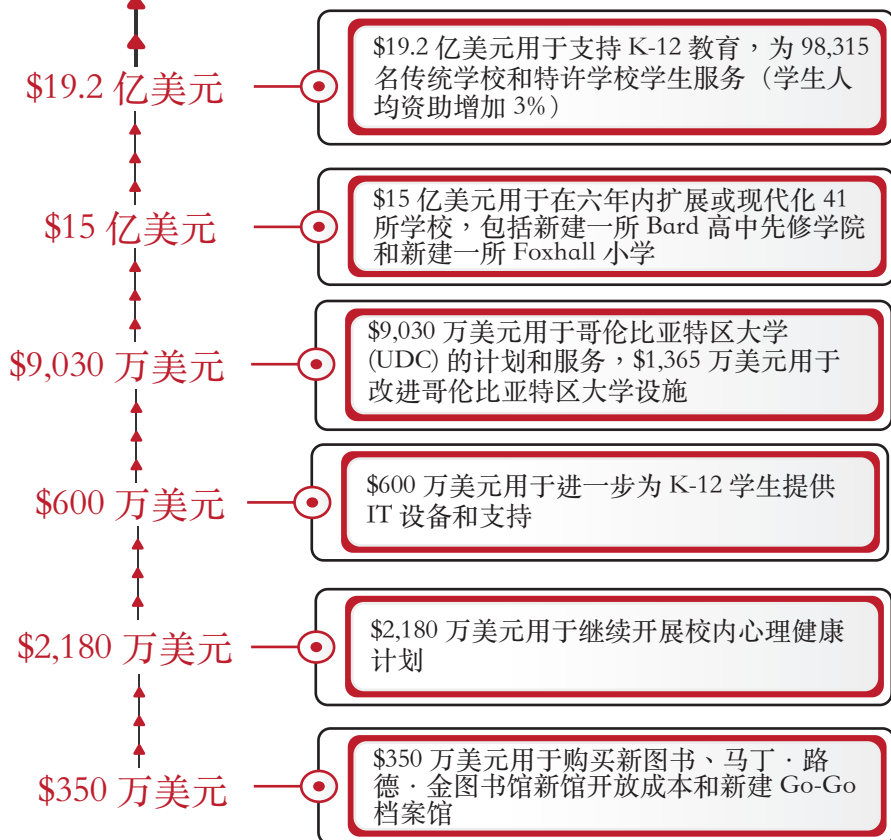 $19.2 亿美元
$19.2 亿美元用于支持 K-12 教育，为 98,315
名传统学校和特许学校学生服务（学生人
均资助增加 3%）
$15 亿美元
$15 亿美元用于在六年内扩展或现代化 41
所学校，包括新建一所 Bard 高中先修学院
和新建一所 Foxhall 小学
$9,030 万美元
$9,030 万美元用于哥伦比亚特区大学
(UDC) 的计划和服务，$1,365 万美元用于
改进哥伦比亚特区大学设施
$600 万美元
$600 万美元用于进一步为 K-12 学生提供
IT 设备和支持
$2,180 万美元
$2,180 万美元用于继续开展校内心理健康
计划
$350 万美元
$350 万美元用于购买新图书、马丁 · 路
德 · 金图书馆新馆开放成本和新建 Go-Go
档案馆